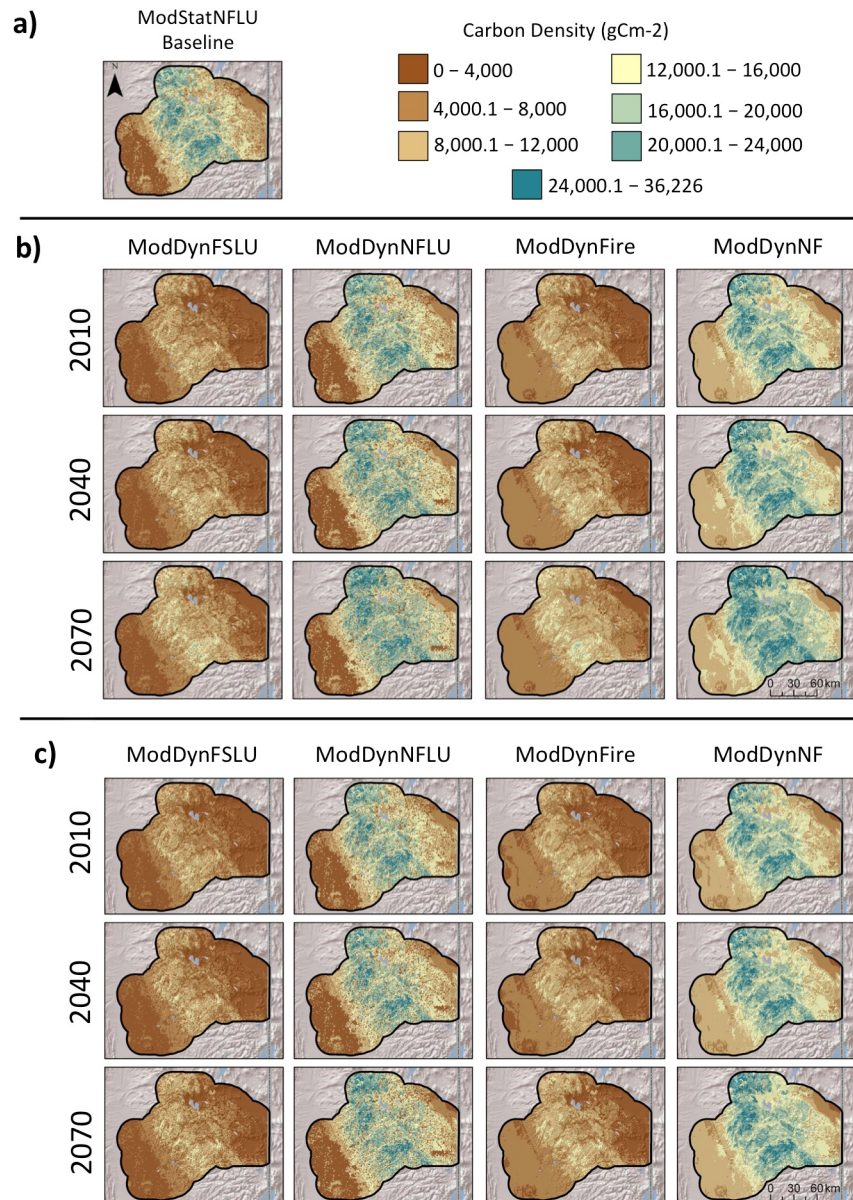 a)
ModStatNFLU
Baseline
N
Carbon Density (gCm-2)
0 – 4,000
12,000.1 – 16,000
4,000.1 – 8,000
16,000.1 – 20,000
8,000.1 – 12,000
20,000.1 – 24,000
24,000.1 – 36,226
b)
ModDynFSLU ModDynNFLU ModDynFire ModDynNF
2010
2040
2070
0 30 60 km
c)
ModDynFSLU ModDynNFLU ModDynFire ModDynNF
2010
2040
2070
0 30 60 km